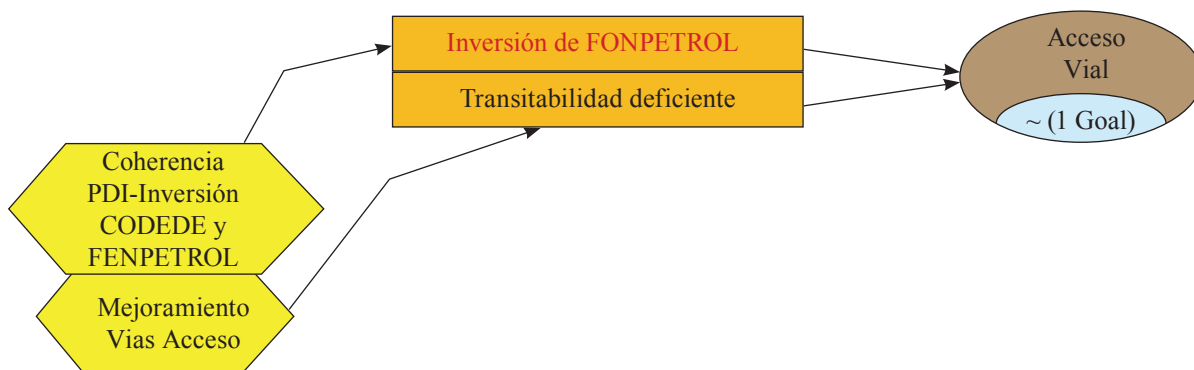 Inversión de FONPETROL
Transitabilidad deficiente
Acceso
Vial
~ (1 Goal)
Coherencia
PDI-Inversión
CODEDE y
FENPETROL
Mejoramiento
Vias Acceso